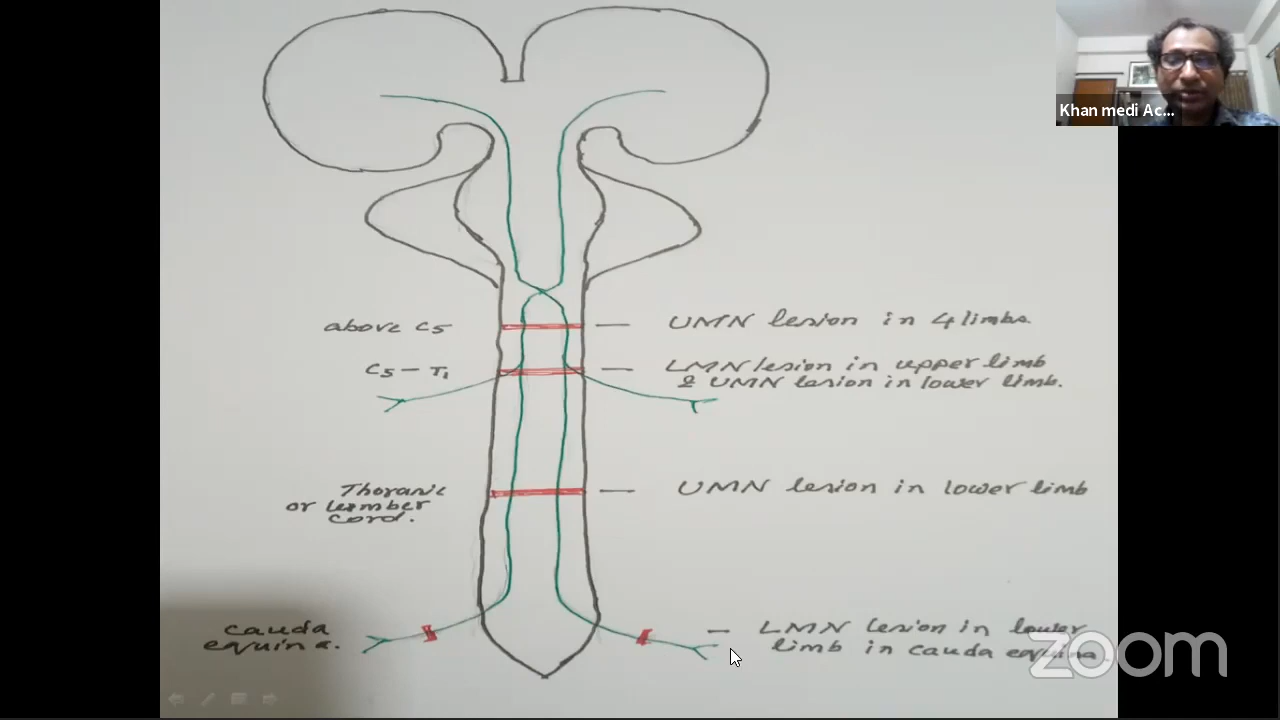 Khan medi Ac...
above C5
UMN lesion in 4 limbs.
C5 - T1
LMN lesion in upper limb
& UMN lesion in lower limb.
Thoranic
or lumber
cord.
UMN lesion in lower limb
cauda
equina.
LMN lesion in lower
limb in cauda equina.
zoom